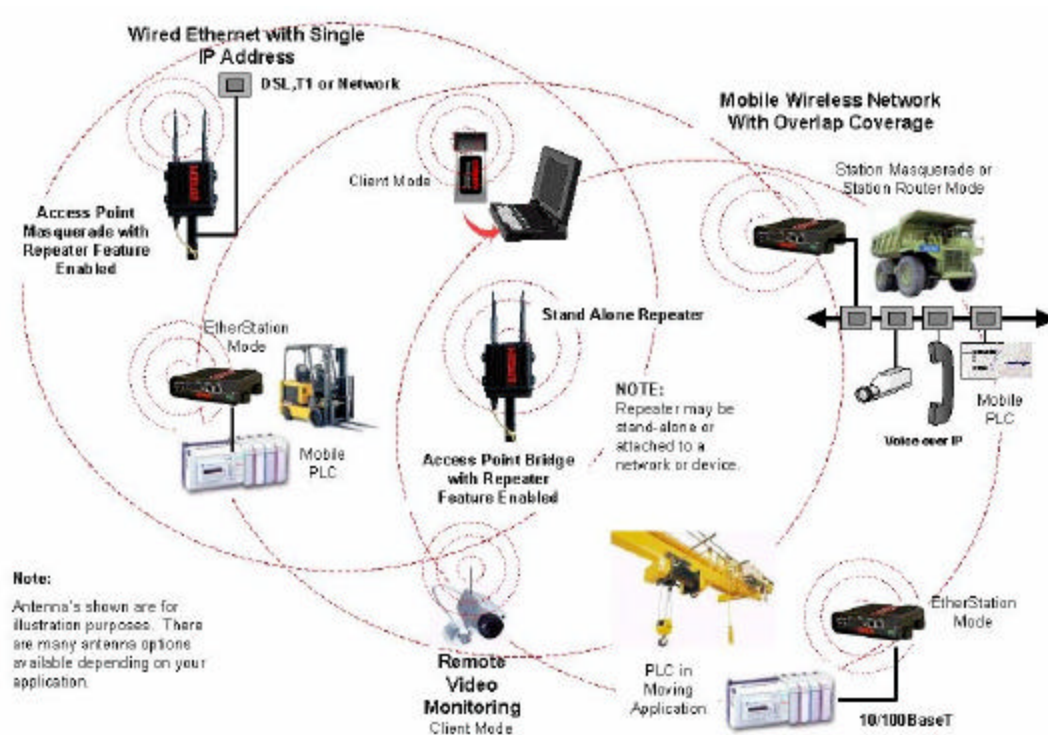 Wired Ethernet with Single
IP Address
DSL,T1 or Network
Access Point
Masquerade with
Repeater Feature
Enabled
Client Mode
Mobile Wireless Network
With Overlap Coverage
Station Masquerade or
Station Router Mode
EtherStation
Mode
Mobile
PLC
Stand Alone Repeater
Access Point Bridge
with Repeater
Feature Enabled
NOTE:
Repeater may be
stand-alone or
attached to a
network or device.
Voice over IP
Mobile
PLC
Note:
Antenna's shown are for
illustration purposes. There
are many antenna options
available depending on your
application.
Remote
Video
Monitoring
Client Mode
PLC in
Moving
Application
EtherStation
Mode
10/100BaseT